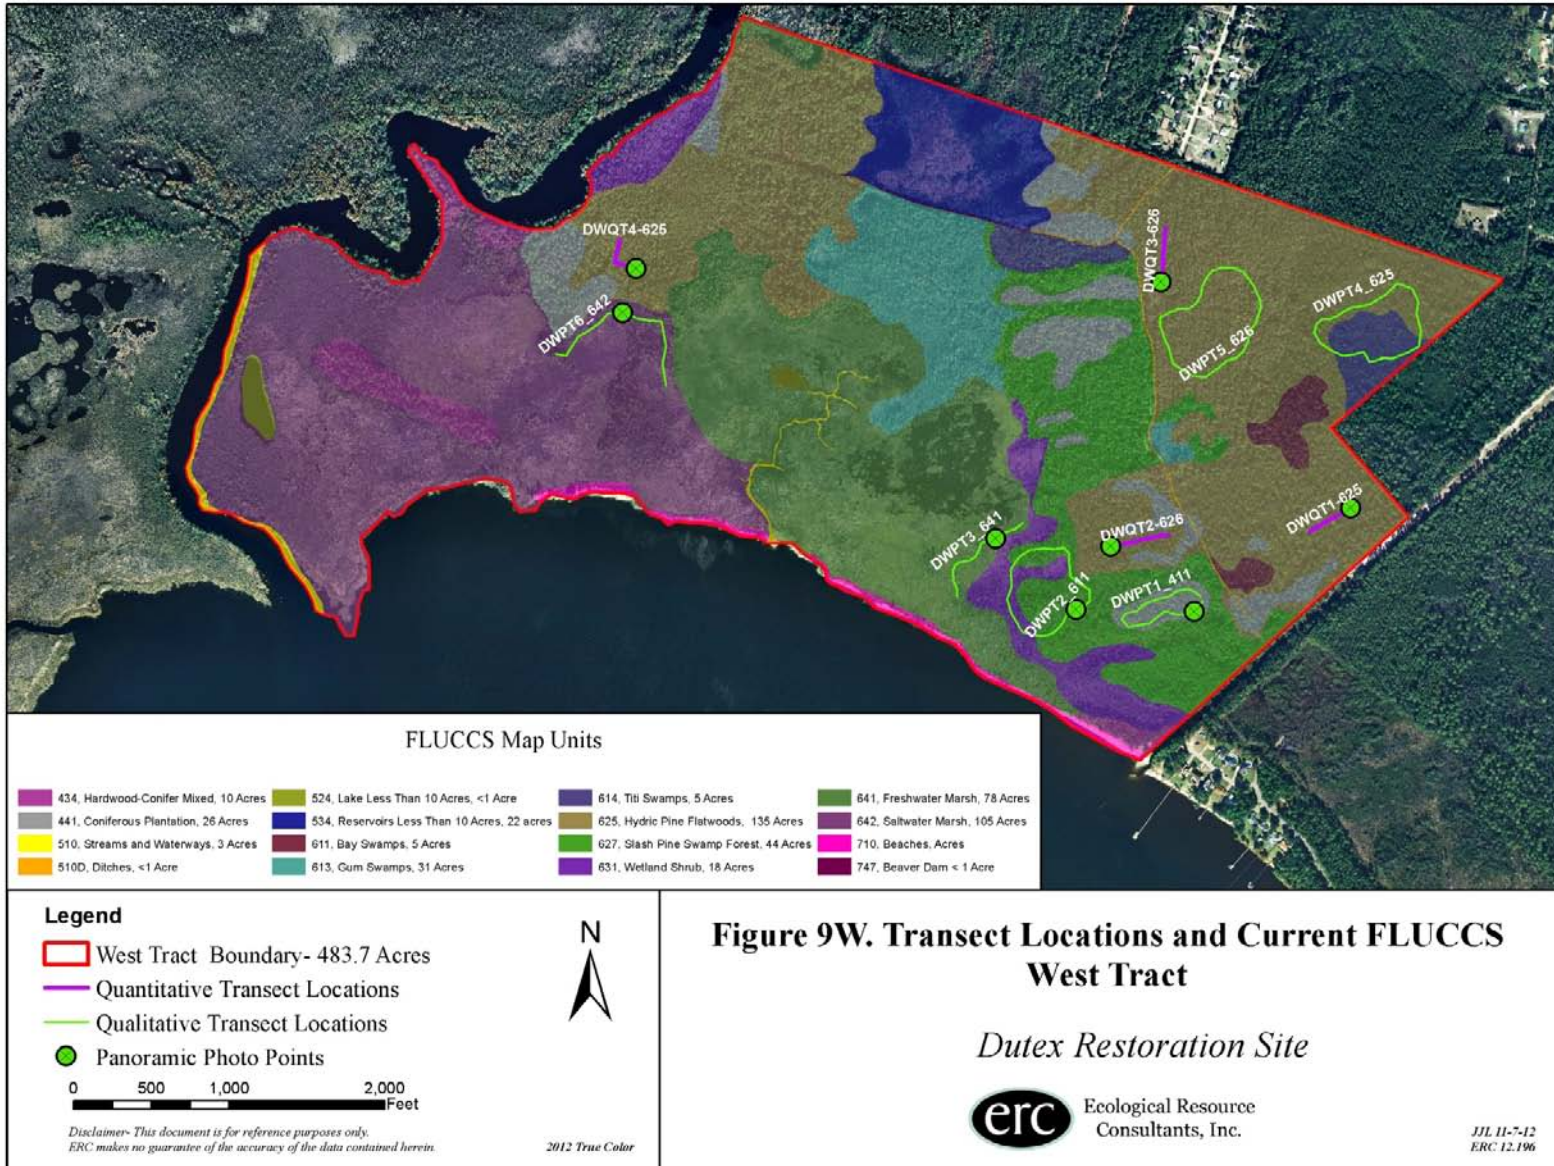 DWQT4-625
DWPT6_642
DWQT3-626
DWPT5_626
DWPT4_625
DWQT1-625
DWQT2-626
DWPT3_641
DWPT2_611
DWPT1_411
FLUCCS Map Units
434, Hardwood-Conifer Mixed, 10 Acres
441, Coniferous Plantation, 26 Acres
510, Streams and Waterways, 3 Acres
510D, Ditches, <1 Acre
524, Lake Less Than 10 Acres, <1 Acre
534, Reservoirs Less Than 10 Acres, 22 acres
611, Bay Swamps, 5 Acres
613, Gum Swamps, 31 Acres
614, Titi Swamps, 5 Acres
625, Hydric Pine Flatwoods, 135 Acres
627, Slash Pine Swamp Forest, 44 Acres
631, Wetland Shrub, 18 Acres
641, Freshwater Marsh, 78 Acres
642, Saltwater Marsh, 105 Acres
710, Beaches, Acres
747, Beaver Dam < 1 Acre
Legend
West Tract Boundary- 483.7 Acres
Quantitative Transect Locations
Qualitative Transect Locations
Panoramic Photo Points
N
0 500 1,000 2,000
Feet
Disclaimer- This document is for reference purposes only.
ERC makes no guarantee of the accuracy of the data contained herein.
2012 True Color
Figure 9W. Transect Locations and Current FLUCCS
West Tract
Dutex Restoration Site
erc
Ecological Resource
Consultants, Inc.
JJL 11-7-12
ERC 12.196